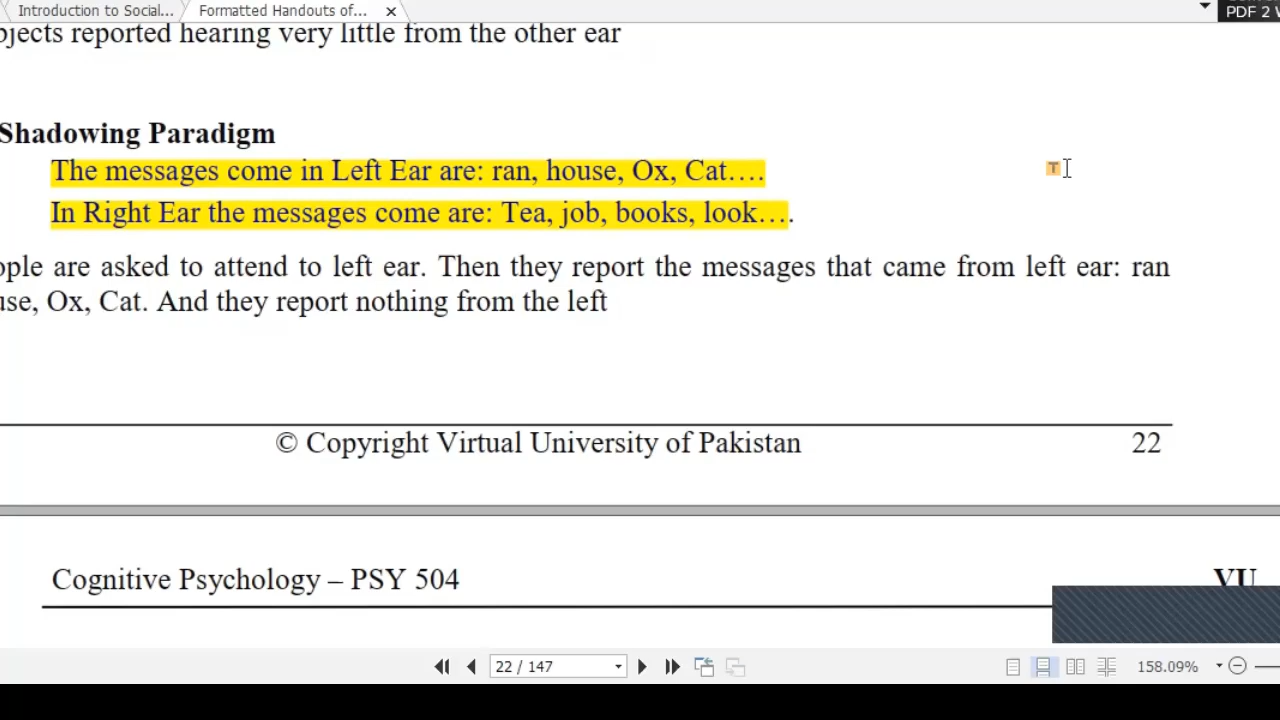 Introduction to Social...
Formatted Handouts of...
PDF 2
bjects reported hearing very little from the other ear
Shadowing Paradigm
The messages come in Left Ear are: ran, house, Ox, Cat….
In Right Ear the messages come are: Tea, job, books, look….
ople are asked to attend to left ear. Then they report the messages that came from left ear: ran
use, Ox, Cat. And they report nothing from the left
© Copyright Virtual University of Pakistan 22
Cognitive Psychology – PSY 504 VU
22 / 147
158.09%